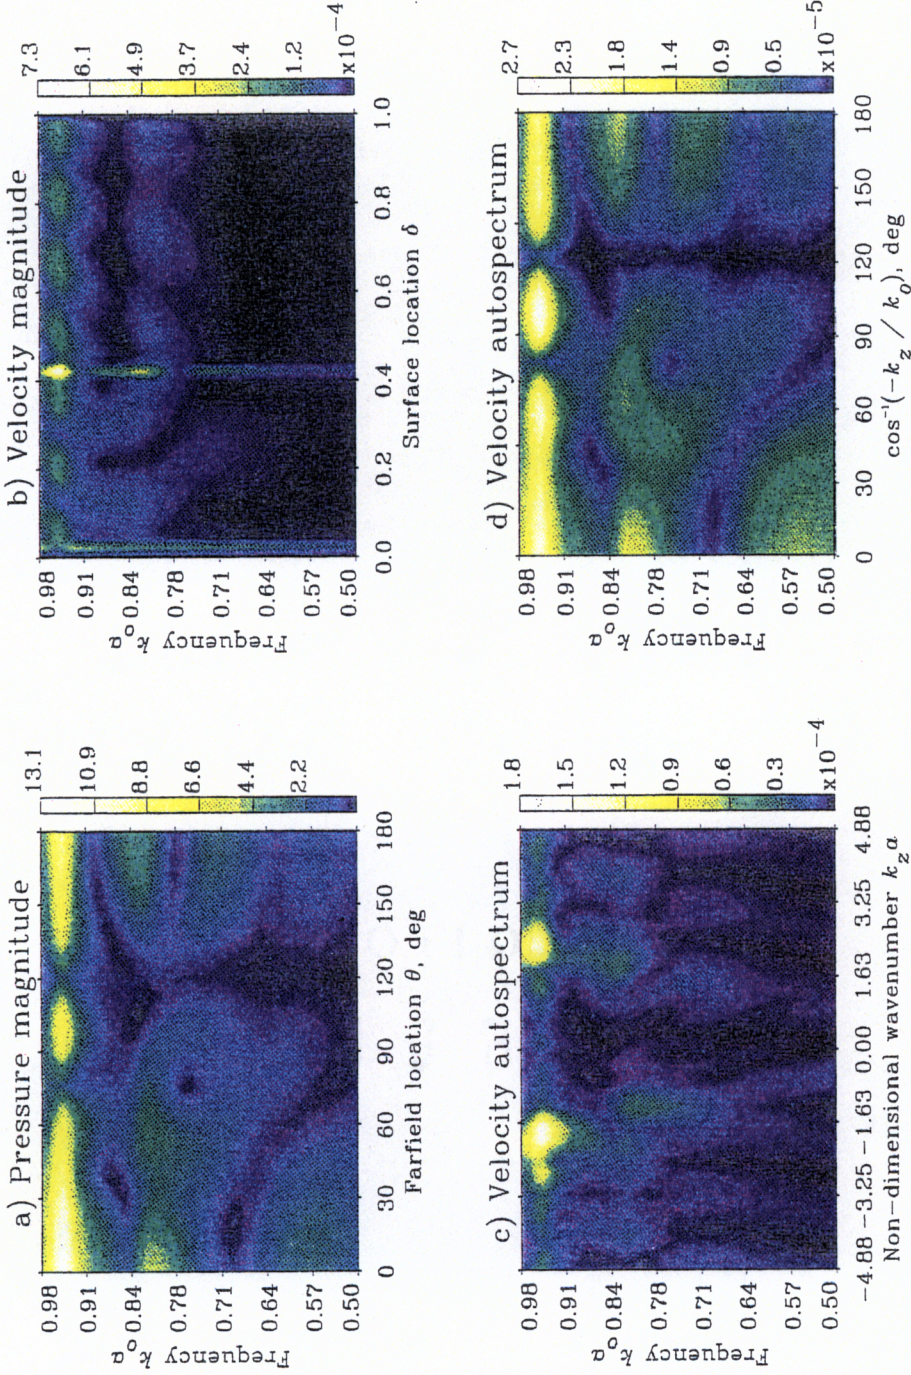 a) Pressure magnitude
13.1
10.9
8.8
6.6
4.4
2.2
0.98
0.91
0.84
0.78
0.71
0.64
0.57
0.50
Frequency k₀a
0 30 60 90 120 150 180
Farfield location θ, deg
b) Velocity magnitude
7.3
6.1
4.9
3.7
2.4
1.2
x10⁻⁴
0.98
0.91
0.84
0.78
0.71
0.64
0.57
0.50
Frequency k₀a
0.0 0.2 0.4 0.6 0.8 1.0
Surface location δ
c) Velocity autospectrum
1.8
1.5
1.2
0.9
0.6
0.3
x10⁻⁴
0.98
0.91
0.84
0.78
0.71
0.64
0.57
0.50
Frequency k₀a
−4.88 −3.25 −1.63 0.00 1.63 3.25 4.88
Non−dimensional wavenumber k_z a
d) Velocity autospectrum
2.7
2.3
1.8
1.4
0.9
0.5
x10⁻⁵
0.98
0.91
0.84
0.78
0.71
0.64
0.57
0.50
Frequency k₀a
0 30 60 90 120 150 180
cos⁻¹(−k_z / k₀), deg